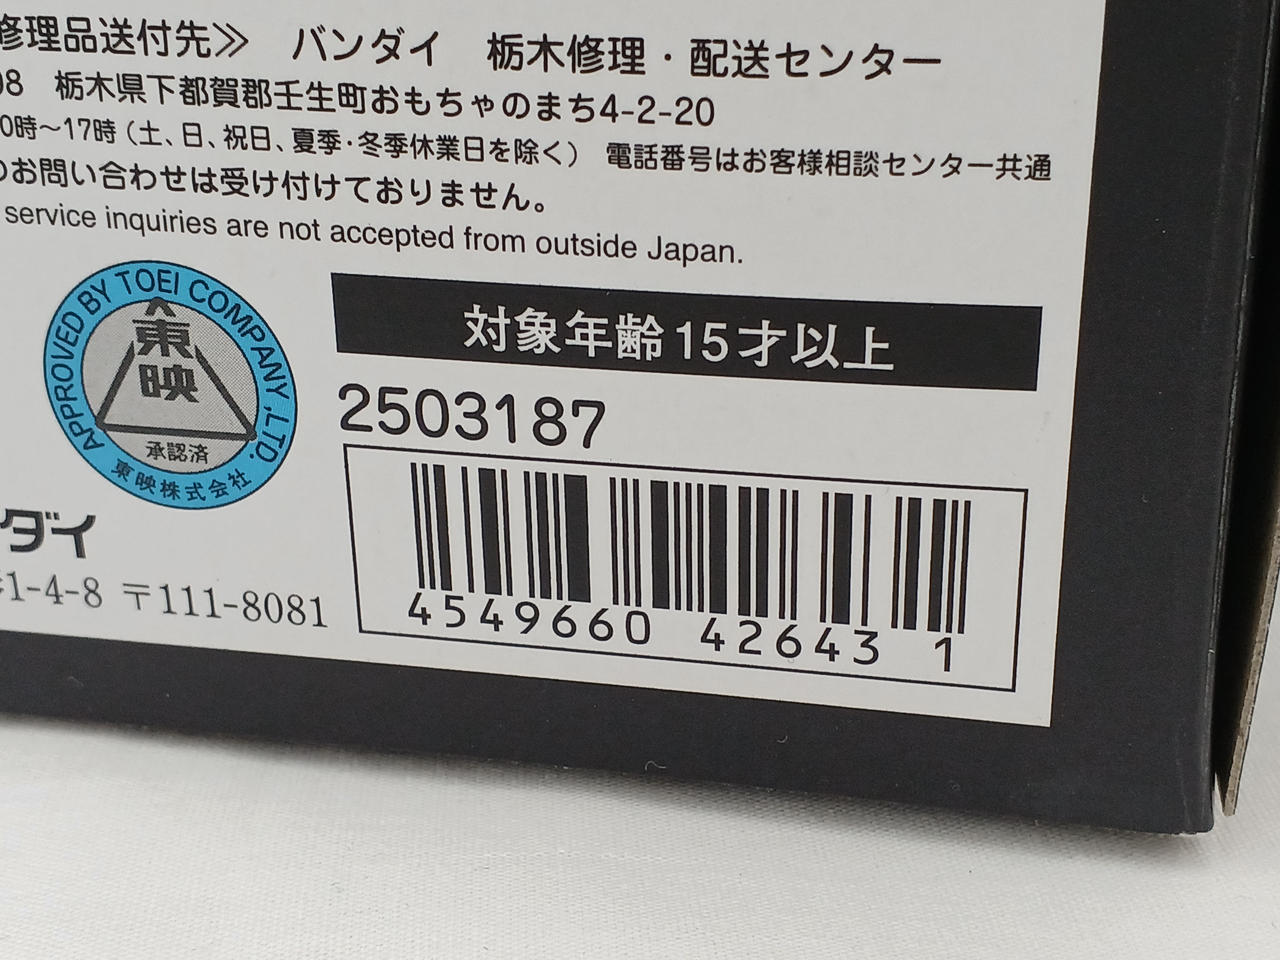 修理品送付先≫　バンダイ　栃木修理・配送センター
08　栃木県下都賀郡壬生町おもちゃのまち4-2-20
0時〜17時（土、日、祝日、夏季・冬季休業日を除く）　電話番号はお客様相談センター共通
のお問い合わせは受け付けておりません。
service inquiries are not accepted from outside Japan.
APPROVED BY TOEI COMPANY ,LTD.
東映
承認済
東映株式会社
対象年齢15才以上
2503187
4549660 42643 1
ンダイ
1-4-8 〒111-8081